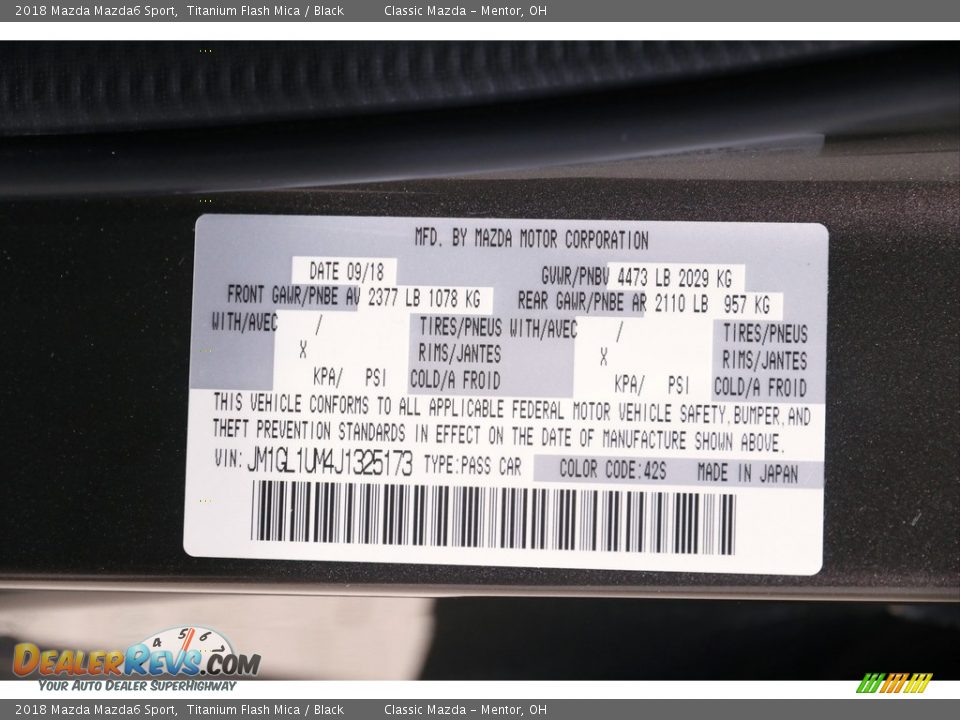 2018 Mazda Mazda6 Sport, Titanium Flash Mica / Black Classic Mazda - Mentor, OH
MFD. BY MAZDA MOTOR CORPORATION
DATE 09/18 GVWR/PNBV 4473 LB 2029 KG
FRONT GAWR/PNBE AV 2377 LB 1078 KG REAR GAWR/PNBE AR 2110 LB 957 KG
WITH/AVEC / TIRES/PNEUS WITH/AVEC / TIRES/PNEUS
X RIMS/JANTES X RIMS/JANTES
KPA/ PSI COLD/A FROID KPA/ PSI COLD/A FROID
THIS VEHICLE CONFORMS TO ALL APPLICABLE FEDERAL MOTOR VEHICLE SAFETY,BUMPER,AND
THEFT PREVENTION STANDARDS IN EFFECT ON THE DATE OF MANUFACTURE SHOWN ABOVE.
VIN: JM1GL1UM4J1325173 TYPE:PASS CAR COLOR CODE:42S MADE IN JAPAN
4 5 6 7
DEALERREVS.COM
YOUR AUTO DEALER SUPERHIGHWAY
2018 Mazda Mazda6 Sport, Titanium Flash Mica / Black Classic Mazda - Mentor, OH